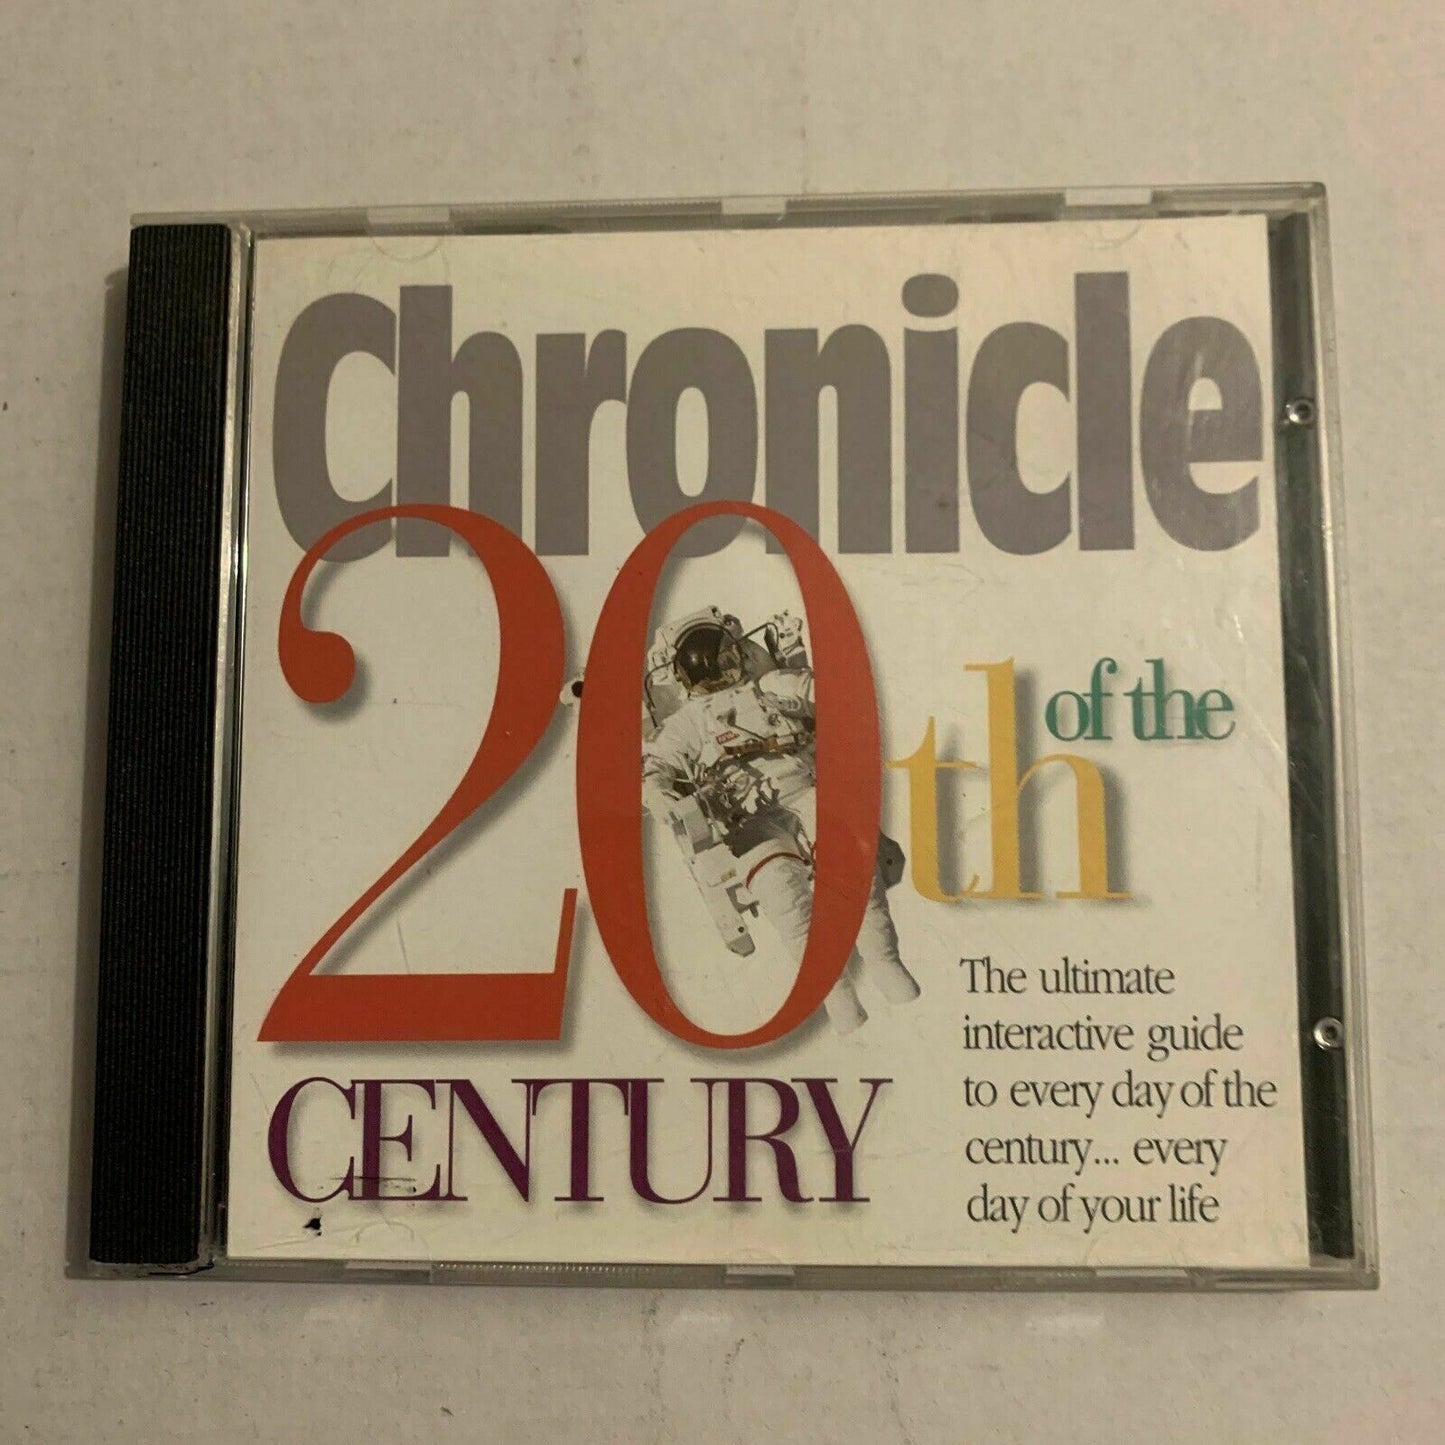 Chronicle
of the
20th
CENTURY
The ultimate
interactive guide
to every day of the
century... every
day of your life